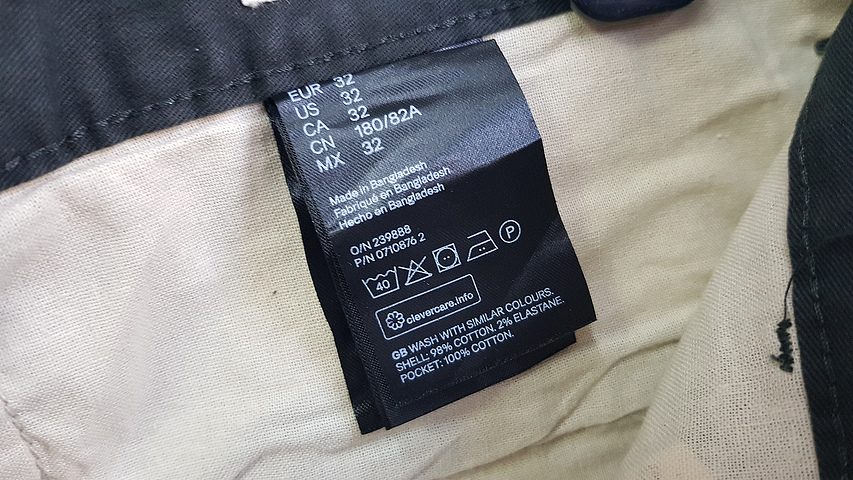 EUR 32
US 32
CA 32
CN 180/82A
MX 32
Made in Bangladesh
Fabriqué en Bangladesh
Hecho en Bangladesh
O/N 239888
P/N 0710876 2
40 P
clevercare.info
GB WASH WITH SIMILAR COLOURS.
SHELL: 98% COTTON. 2% ELASTANE.
POCKET: 100% COTTON.